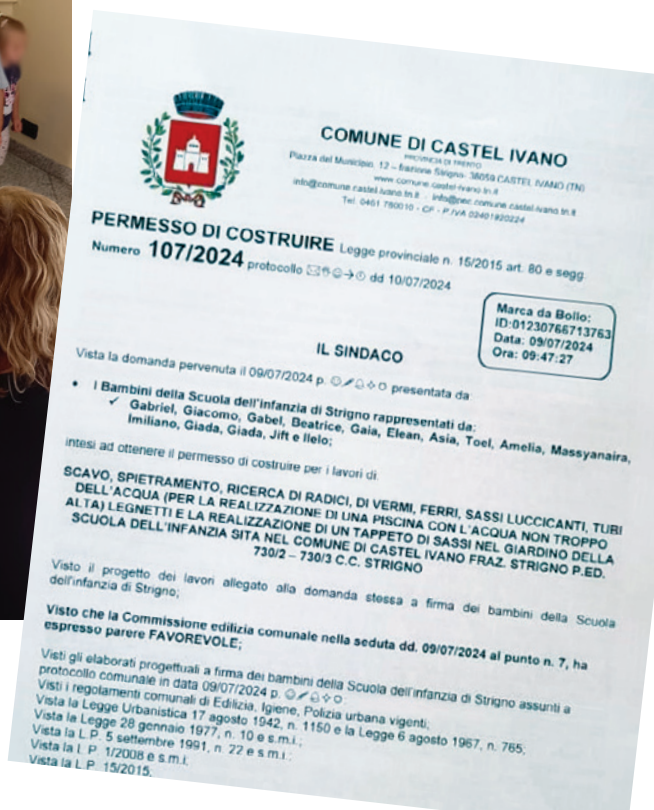 COMUNE DI CASTEL IVANO
PROVINCIA DI TRENTO
Piazza del Municipio, 12 – frazione Strigno- 38059 CASTEL IVANO (TN)
www.comune.castel-ivano.tn.it
info@comune.castel-ivano.tn.it - info@pec.comune.castel-ivano.tn.it
Tel. 0461 780010 - CF - P.IVA 02401920224
PERMESSO DI COSTRUIRE Legge provinciale n. 15/2015 art. 80 e segg.
Numero 107/2024 protocollo dd 10/07/2024
Marca da Bollo:
ID:01230766713763
Data: 09/07/2024
Ora: 09:47:27
IL SINDACO
Vista la domanda pervenuta il 09/07/2024 p. presentata da
• I Bambini della Scuola dell'infanzia di Strigno rappresentati da:
✓ Gabriel, Giacomo, Gabel, Beatrice, Gaia, Elean, Asia, Toel, Amelia, Massyanaira,
Imiliano, Giada, Giada, Jift e Ilelo;
intesi ad ottenere il permesso di costruire per i lavori di
SCAVO, SPIETRAMENTO, RICERCA DI RADICI, DI VERMI, FERRI, SASSI LUCCICANTI, TUBI
DELL'ACQUA (PER LA REALIZZAZIONE DI UNA PISCINA CON L'ACQUA NON TROPPO
ALTA) LEGNETTI E LA REALIZZAZIONE DI UN TAPPETO DI SASSI NEL GIARDINO DELLA
SCUOLA DELL'INFANZIA SITA NEL COMUNE DI CASTEL IVANO FRAZ. STRIGNO P.ED.
730/2 – 730/3 C.C. STRIGNO
Visto il progetto dei lavori allegato alla domanda stessa a firma dei bambini della Scuola
dell'infanzia di Strigno;
Visto che la Commissione edilizia comunale nella seduta dd. 09/07/2024 al punto n. 7, ha
espresso parere FAVOREVOLE;
Visti gli elaborati progettuali a firma dei bambini della Scuola dell'infanzia di Strigno assunti a
protocollo comunale in data 09/07/2024 p.
Visti i regolamenti comunali di Edilizia, Igiene, Polizia urbana vigenti;
Vista la Legge Urbanistica 17 agosto 1942, n. 1150 e la Legge 6 agosto 1967, n. 765;
Vista la Legge 28 gennaio 1977, n. 10 e s.m.i.;
Vista la L.P. 5 settembre 1991, n. 22 e s.m.i.;
Vista la L.P. 1/2008 e s.m.i;
Vista la L.P. 15/2015;